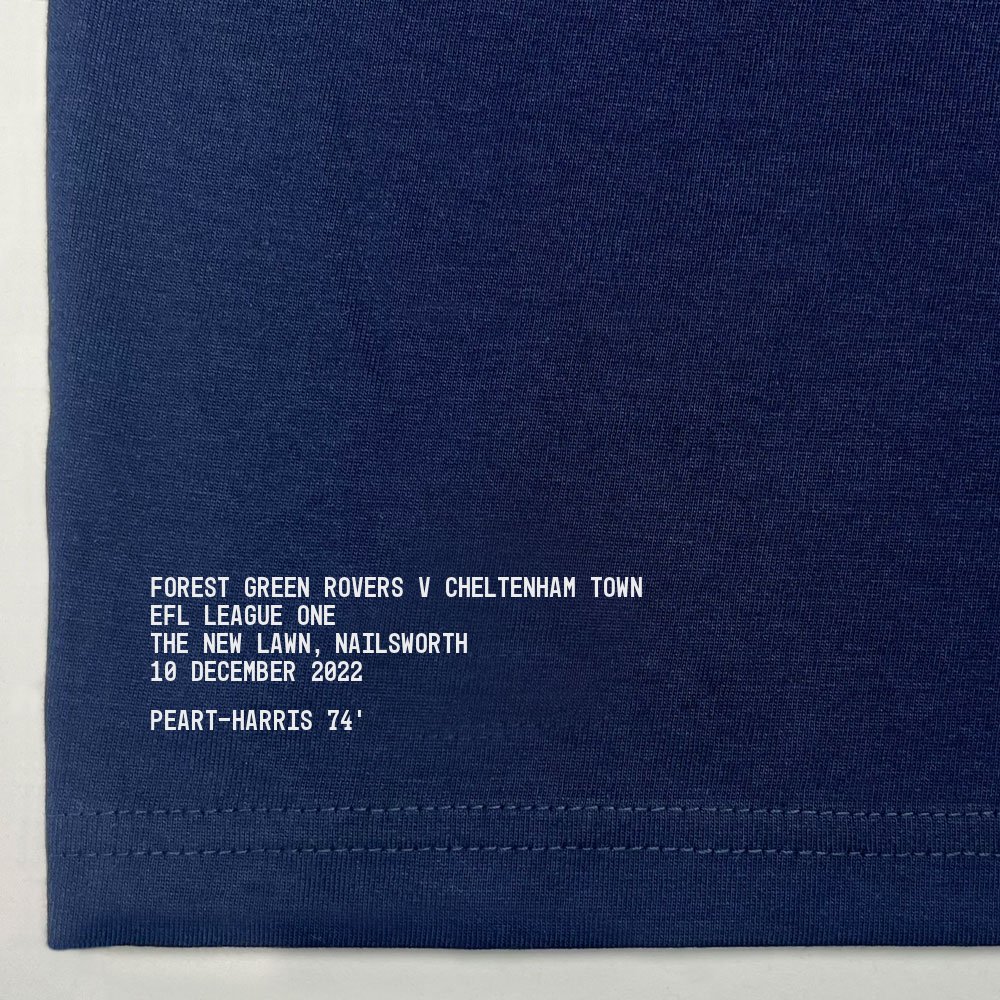 FOREST GREEN ROVERS V CHELTENHAM TOWN
EFL LEAGUE ONE
THE NEW LAWN, NAILSWORTH
10 DECEMBER 2022
PEART-HARRIS 74'